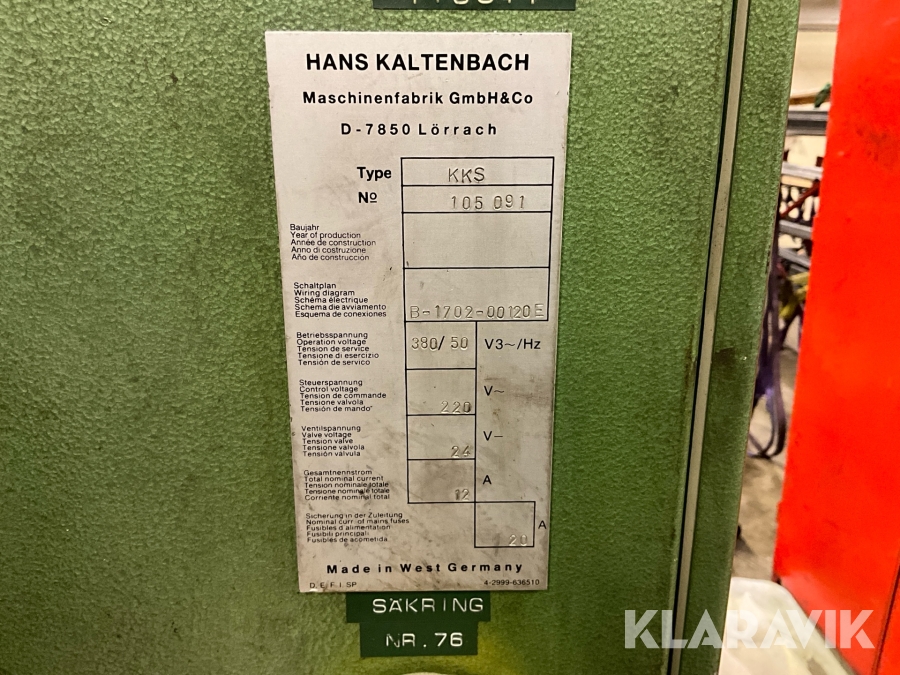 HANS KALTENBACH
Maschinenfabrik GmbH&Co
D-7850 Lörrach
Type KKS
Nº 105 091
Baujahr
Year of production
Année de construction
Anno di costruzione
Año de construcción
Schaltplan
Wiring diagram
Schéma électrique
Schema die avviamento
Esquema de conexiones
B-1702-00120E
Betriebsspannung
Operation voltage
Tension de service
Tensione di esercizio
Tensión de servico
380/50 V3~/Hz
Steuerspannung
Control voltage
Tension de commande
Tensione valvola
Tensión de mando
220 V~
Ventilspannung
Valve voltage
Tension valve
Tensione valvola
Tensión válvula
24 V-
Gesamtnennstrom
Total nominal current
Tension nominale totale
Tensione nominale totale
Corriente nominal total
12 A
Sicherung in der Zuleitung
Nominal curr. of mains fuses
Fusibles d'alimentation
Fusibili principali
Fusibles de acometida
20 A
Made in West Germany
D. E. F. I. SP 4-2999-636510
SÄKRING
NR. 76
KLARAVIK